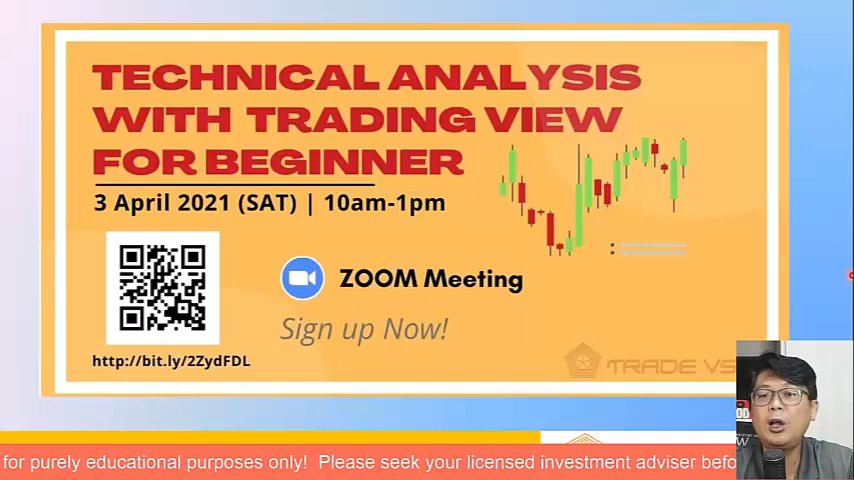 TECHNICAL ANALYSIS
WITH TRADING VIEW
FOR BEGINNER
3 April 2021 (SAT) | 10am-1pm
ZOOM Meeting
Sign up Now!
http://bit.ly/2ZydFDL
TRADE VS
for purely educational purposes only! Please seek your licensed investment adviser befo